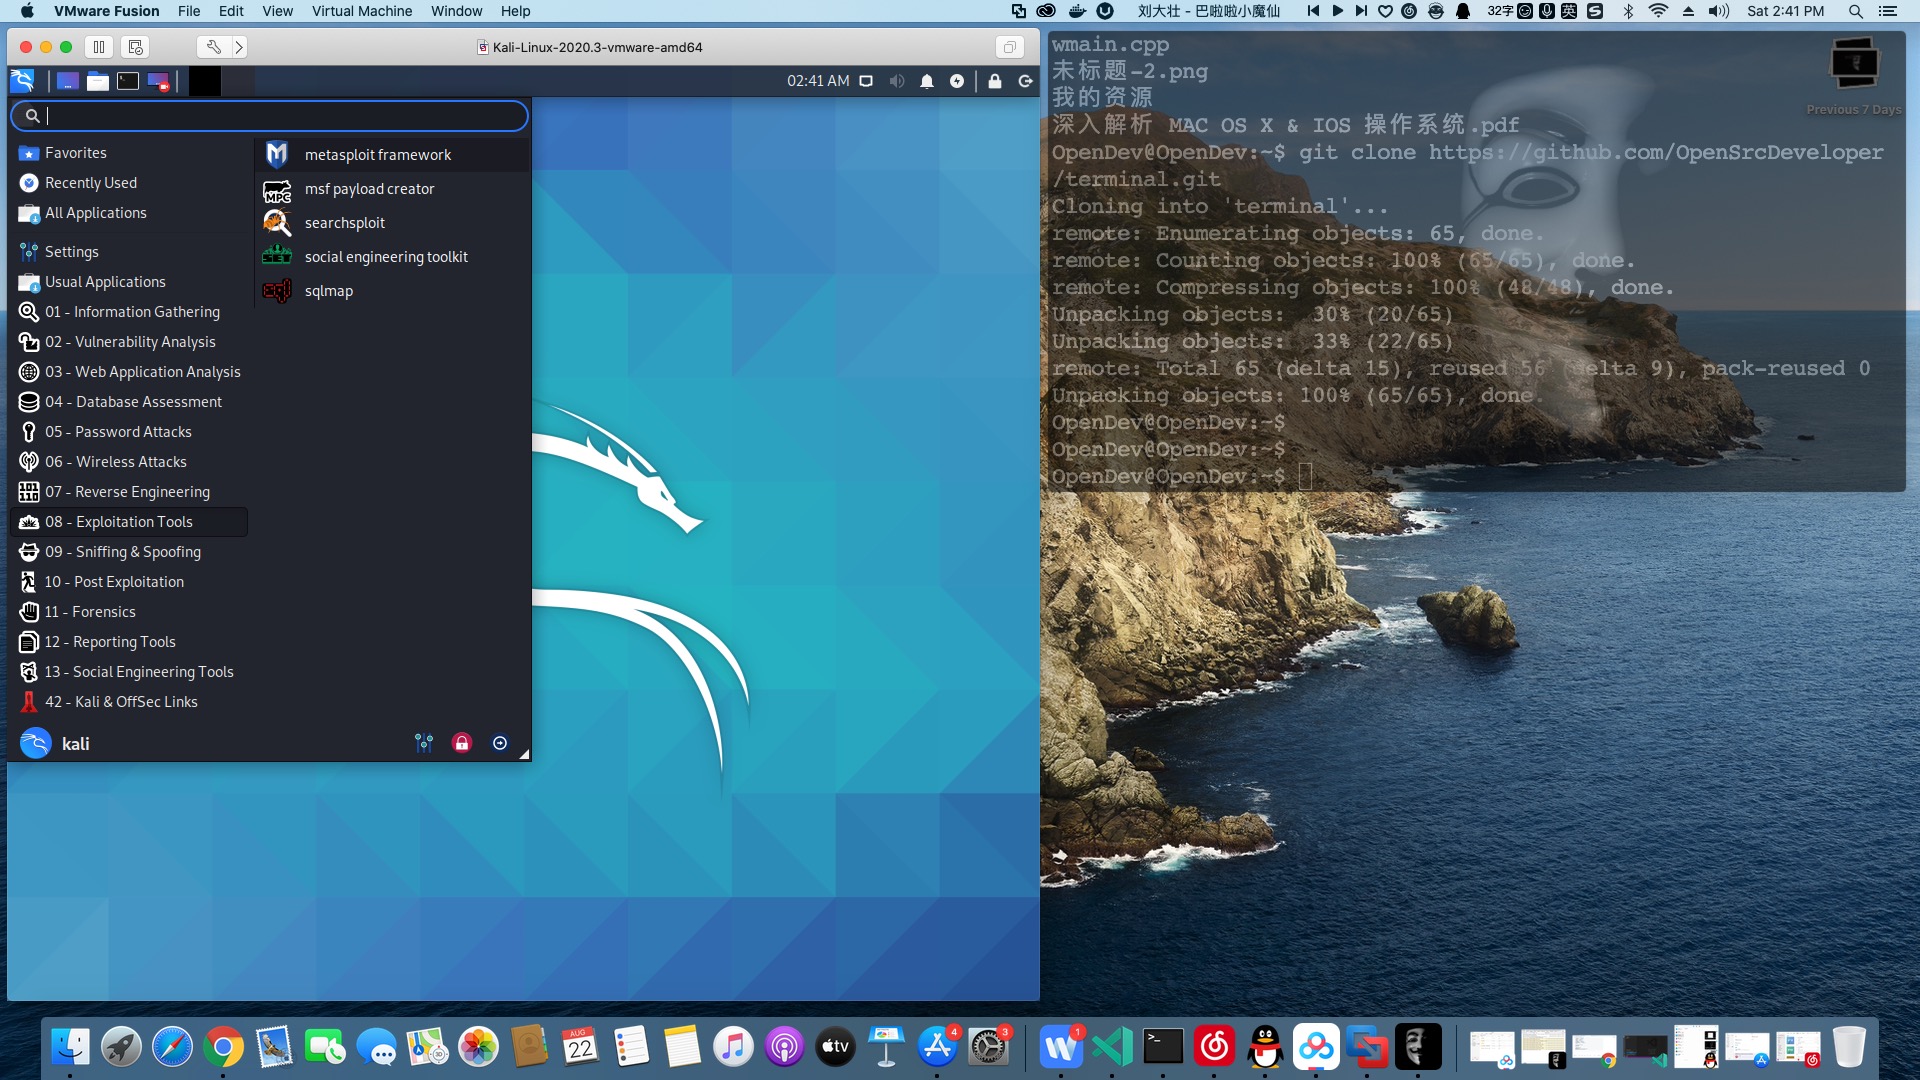 VMware Fusion File Edit View Virtual Machine Window Help
刘大壮 - 巴啦啦小魔仙
32字
英
Sat 2:41 PM
Kali-Linux-2020.3-vmware-amd64
02:41 AM
Favorites
Recently Used
All Applications
Settings
Usual Applications
01 - Information Gathering
02 - Vulnerability Analysis
03 - Web Application Analysis
04 - Database Assessment
05 - Password Attacks
06 - Wireless Attacks
07 - Reverse Engineering
08 - Exploitation Tools
09 - Sniffing & Spoofing
10 - Post Exploitation
11 - Forensics
12 - Reporting Tools
13 - Social Engineering Tools
42 - Kali & OffSec Links
kali
metasploit framework
MPC
msf payload creator
searchsploit
SET
social engineering toolkit
sql
sqlmap
wmain.cpp
未标题-2.png
我的资源
深入解析 MAC OS X & IOS 操作系统.pdf
OpenDev@OpenDev:~$ git clone https://github.com/OpenSrcDeveloper
/terminal.git
Cloning into 'terminal'...
remote: Enumerating objects: 65, done.
remote: Counting objects: 100% (65/65), done.
remote: Compressing objects: 100% (48/48), done.
Unpacking objects:  30% (20/65)
Unpacking objects:  33% (22/65)
remote: Total 65 (delta 15), reused 56 (delta 9), pack-reused 0
Unpacking objects: 100% (65/65), done.
OpenDev@OpenDev:~$
OpenDev@OpenDev:~$
OpenDev@OpenDev:~$
Previous 7 Days
AUG
22
tv
4
3
1